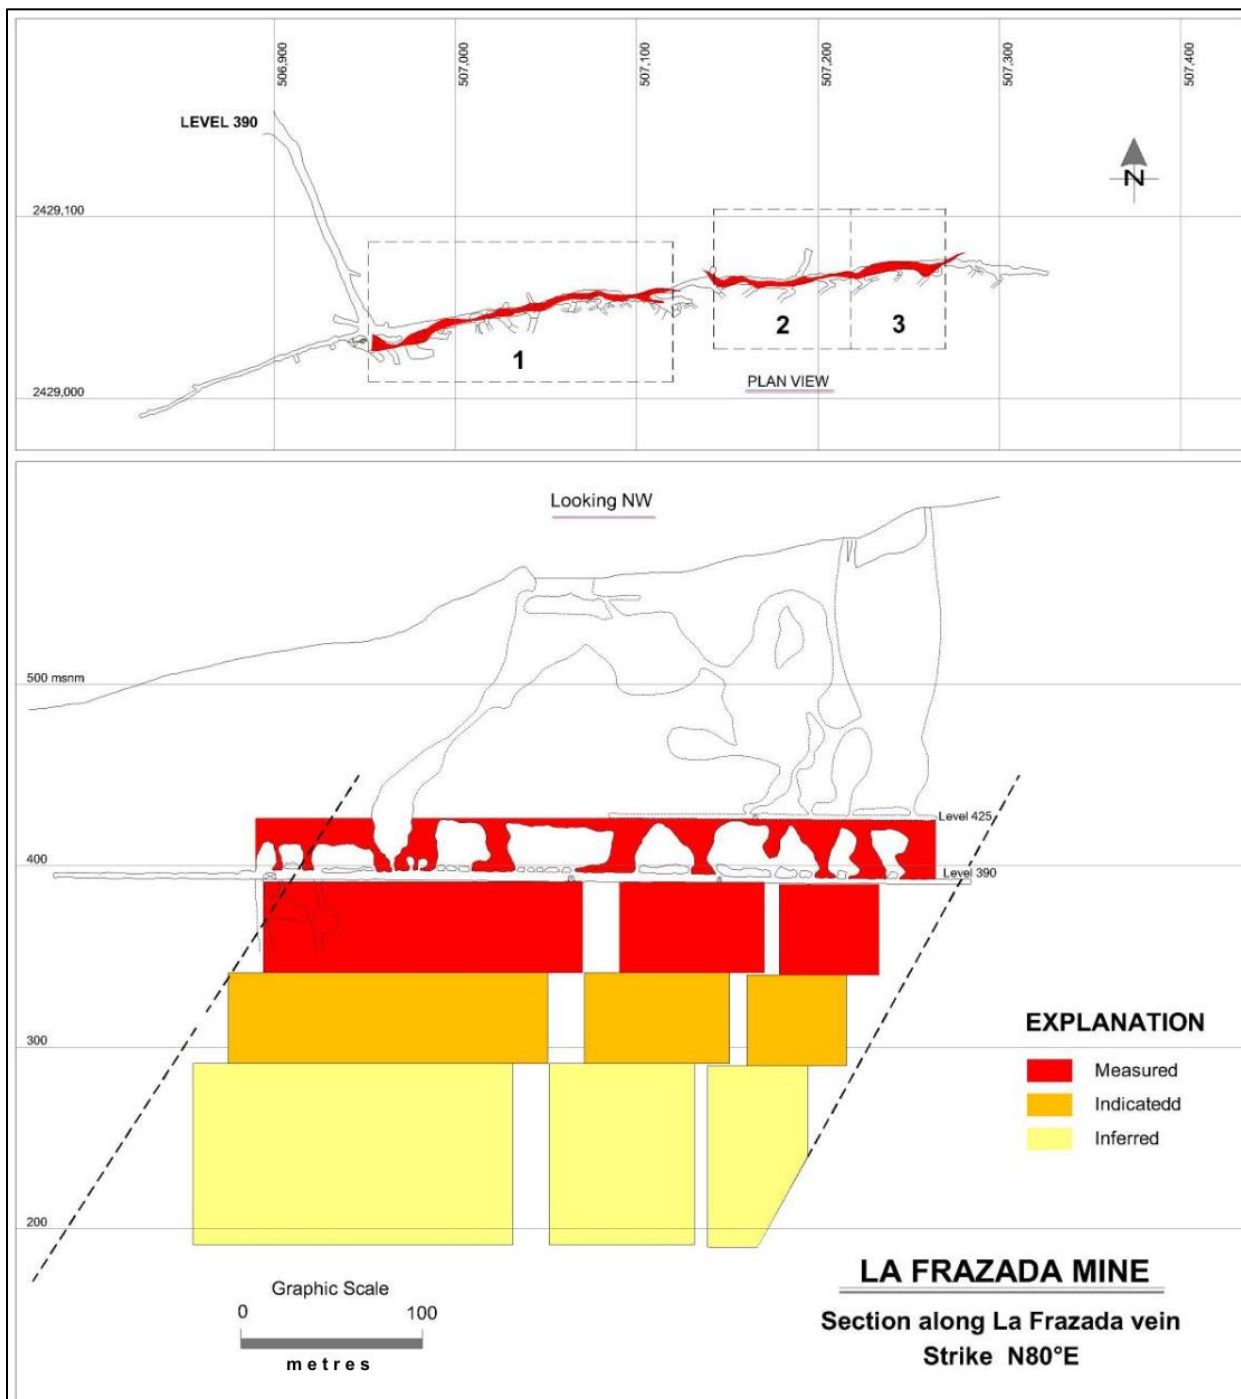 506,900
507,000
507,100
507,200
507,300
507,400
LEVEL 390
N
2429,100
1
2
3
PLAN VIEW
2429,000
Looking NW
500 msnm
Level 425
400
Level 390
300
EXPLANATION
Measured
Indicatedd
Inferred
200
LA FRAZADA MINE
Graphic Scale
0 100
metres
Section along La Frazada vein
Strike N80°E